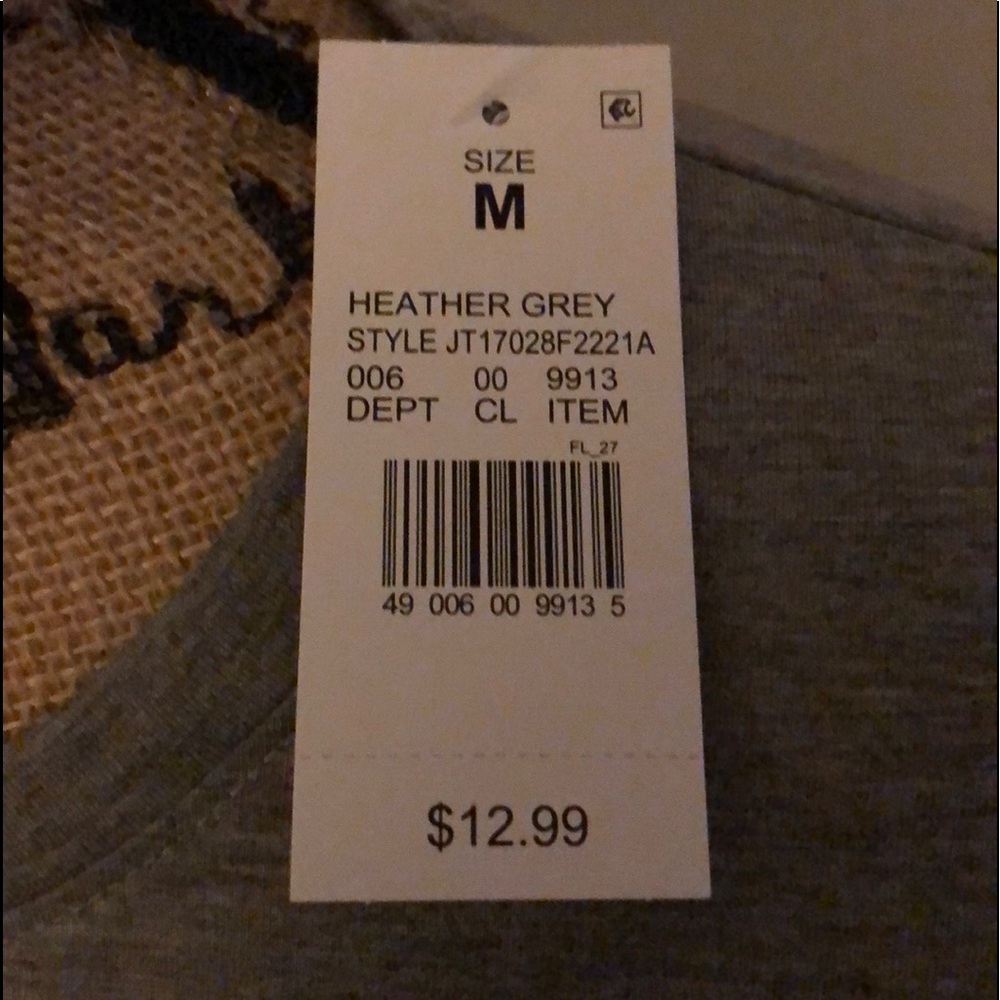 SIZE
M
HEATHER GREY
STYLE JT17028F2221A
006 00 9913
DEPT CL ITEM
FL_27
49 006 00 9913 5
$12.99